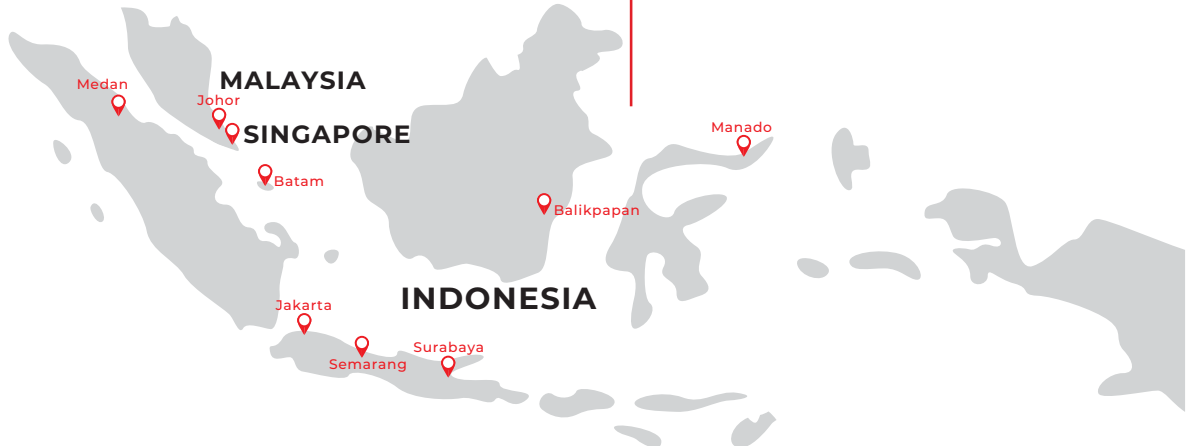 MALAYSIA
Medan
Johor
SINGAPORE
Manado
Batam
Balikpapan
INDONESIA
Jakarta
Surabaya
Semarang